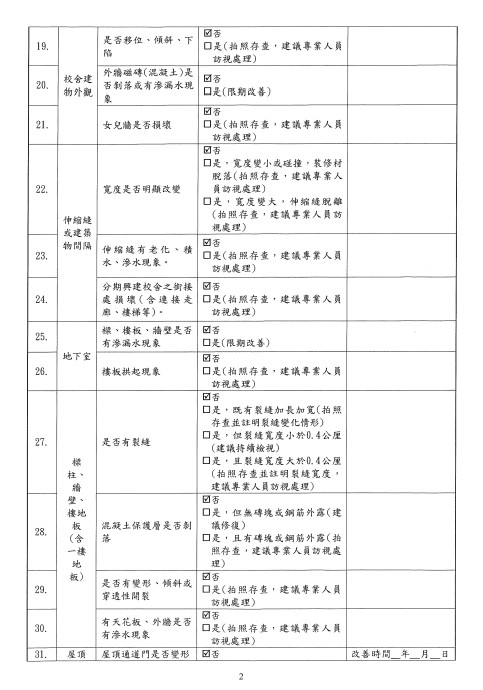 19.
校舍建
物外觀
是否移位、傾斜、下
陷
☑否
☐是(拍照存查，建議專業人員
訪視處理)
20.
外牆磁磚(混凝土)是
否剝落或有滲漏水現
象
☑否
☐是(限期改善)
21.
女兒牆是否損壞
☑否
☐是(拍照存查，建議專業人員
訪視處理)
22.
伸縮縫
或建築
物間隔
寬度是否明顯改變
☑否
☐是，寬度變小或碰撞，裝修材
脫落(拍照存查，建議專業人
員訪視處理)
☐是，寬度變大，伸縮縫脫離
(拍照存查，建議專業人員訪
視處理)
23.
伸縮縫有老化、積
水、滲水現象。
☑否
☐是(拍照存查，建議專業人員
訪視處理)
24.
分期興建校舍之銜接
處損壞(含連接走
廊、樓梯等)。
☑否
☐是(拍照存查，建議專業人員
訪視處理)
25.
地下室
樑、樓板、牆壁是否
有滲漏水現象
☑否
☐是(限期改善)
26.
樓板拱起現象
☑否
☐是(拍照存查，建議專業人員
訪視處理)
27.
樑
柱、
牆
壁、
樓地
板
(含
一樓
地
板)
是否有裂縫
☑否
☐是，既有裂縫加長加寬(拍照
存查並註明裂縫變化情形)
☐是，但裂縫寬度小於0.4公厘
(建議持續檢視)
☐是，且裂縫寬度大於0.4公厘
(拍照存查並註明裂縫寬度，
建議專業人員訪視處理)
28.
混凝土保護層是否剝
落
☑否
☐是，但無磚塊或鋼筋外露(建
議修復)
☐是，且有磚塊或鋼筋外露(拍
照存查，建議專業人員訪視處
理)
29.
是否有變形、傾斜或
穿透性開裂
☑否
☐是(拍照存查，建議專業人員
訪視處理)
30.
有天花板、外牆是否
有滲水現象
☑否
☐是(拍照存查，建議專業人員
訪視處理)
31.
屋頂
屋頂通道門是否變形
☑否
改善時間__年__月__日
2